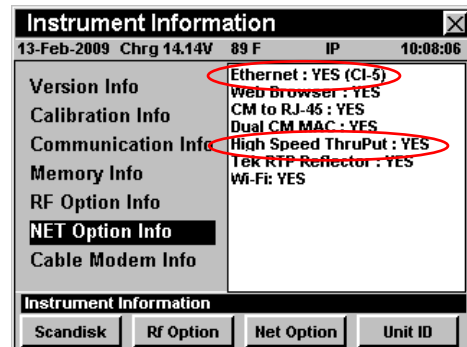 Instrument Information
13-Feb-2009 Chrg 14.14V 89 F IP 10:08:06
Version Info
Calibration Info
Communication Info
Memory Info
RF Option Info
NET Option Info
Cable Modem Info
Ethernet : YES (CI-5)
Web Browser : YES
CM to RJ-45 : YES
Dual CM MAC : YES
High Speed ThruPut : YES
Tek RTP Reflector : YES
Wi-Fi: YES
Instrument Information
Scandisk Rf Option Net Option Unit ID